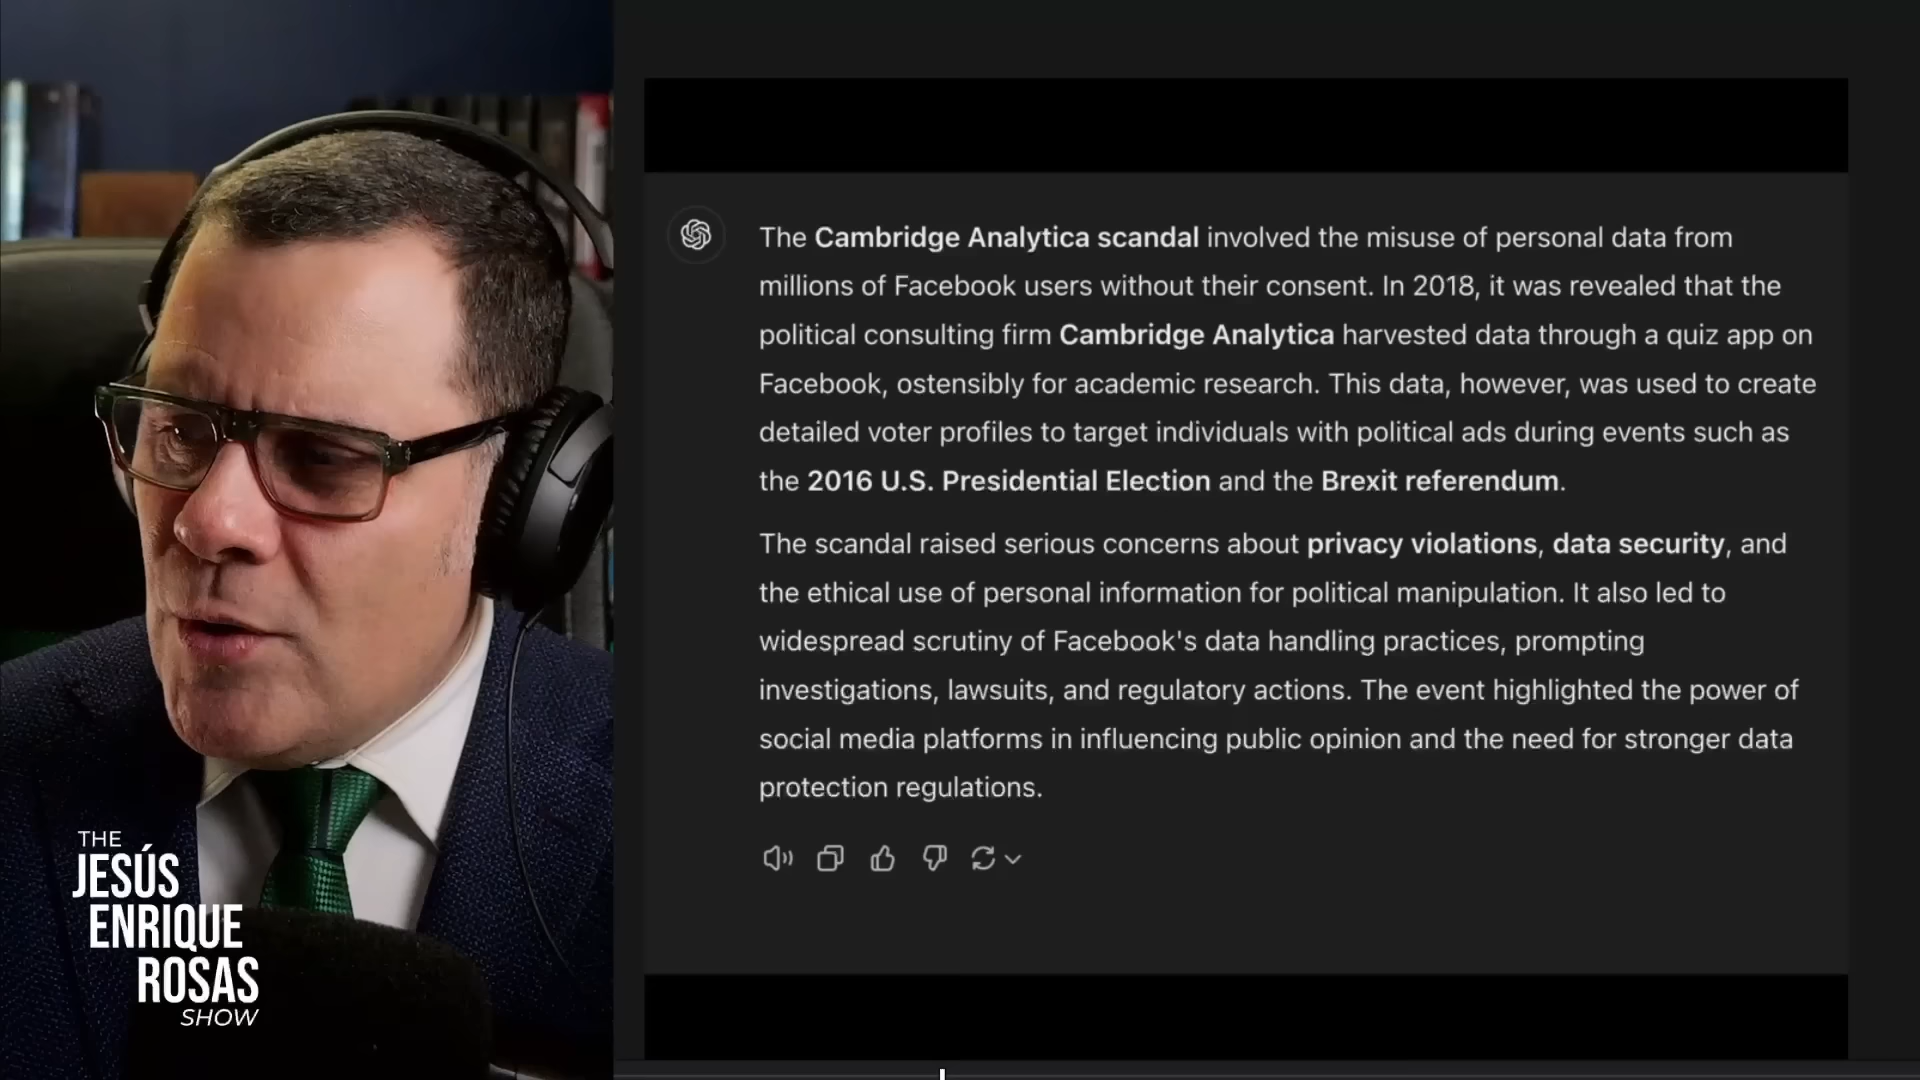 The Cambridge Analytica scandal involved the misuse of personal data from
millions of Facebook users without their consent. In 2018, it was revealed that the
political consulting firm Cambridge Analytica harvested data through a quiz app on
Facebook, ostensibly for academic research. This data, however, was used to create
detailed voter profiles to target individuals with political ads during events such as
the 2016 U.S. Presidential Election and the Brexit referendum.
The scandal raised serious concerns about privacy violations, data security, and
the ethical use of personal information for political manipulation. It also led to
widespread scrutiny of Facebook's data handling practices, prompting
investigations, lawsuits, and regulatory actions. The event highlighted the power of
social media platforms in influencing public opinion and the need for stronger data
protection regulations.
THE
JESÚS
ENRIQUE
ROSAS
SHOW